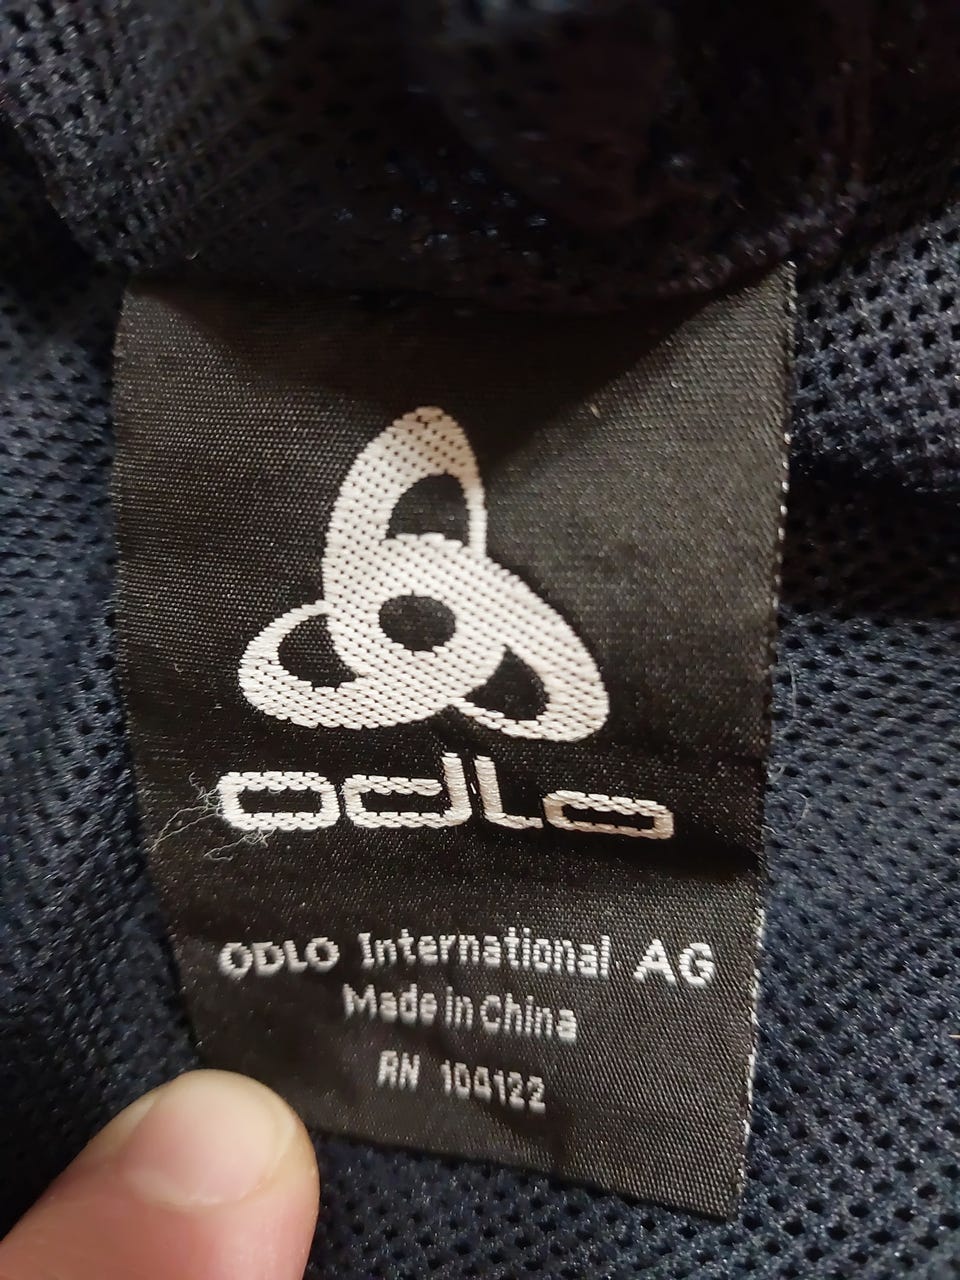 odlo
ODLO International AG
Made in China
RN 104122